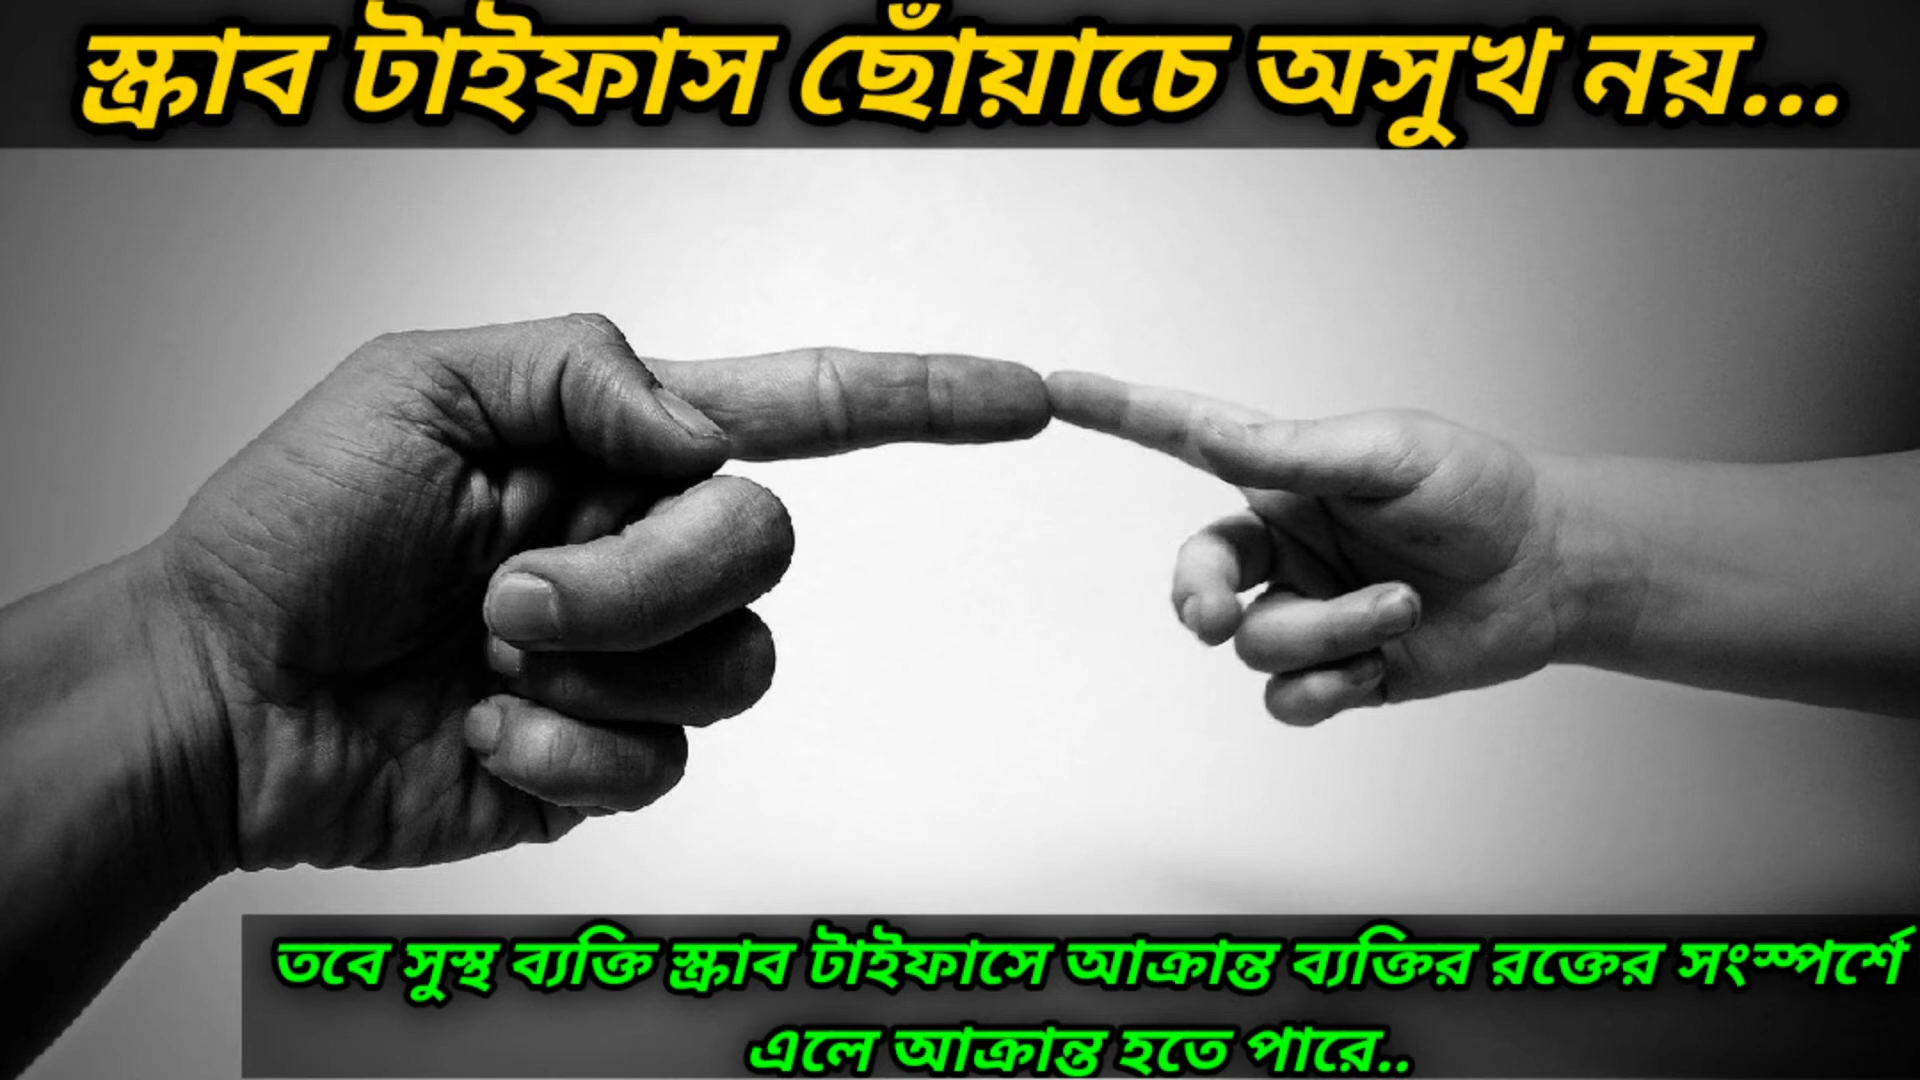 স্ক্রাব টাইফাস ছোঁয়াচে অসুখ নয়...
তবে সুস্থ ব্যক্তি স্ক্রাব টাইফাসে আক্রান্ত ব্যক্তির রক্তের সংস্পর্শে
এলে আক্রান্ত হতে পারে..